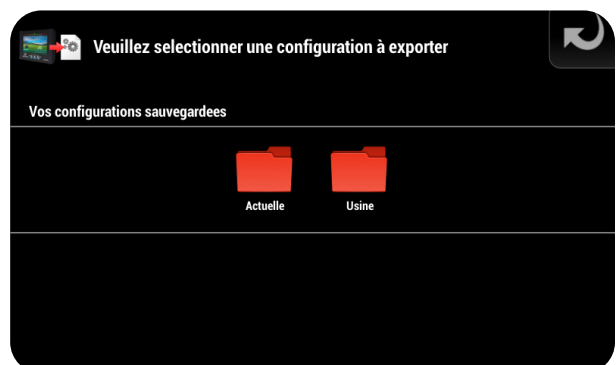 Veuillez selectionner une configuration à exporter
Vos configurations sauvegardees
Actuelle
Usine